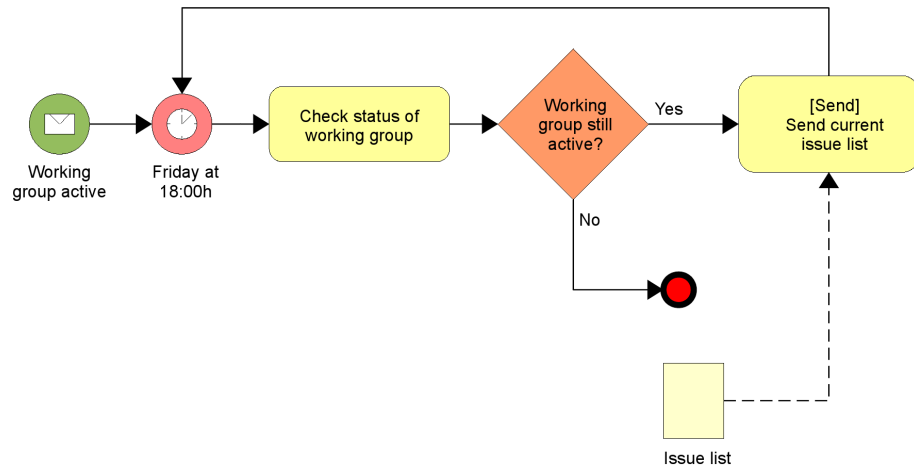 Working
group active
Friday at
18:00h
Check status of
working group
Working
group still
active?
Yes
No
[Send]
Send current
issue list
Issue list